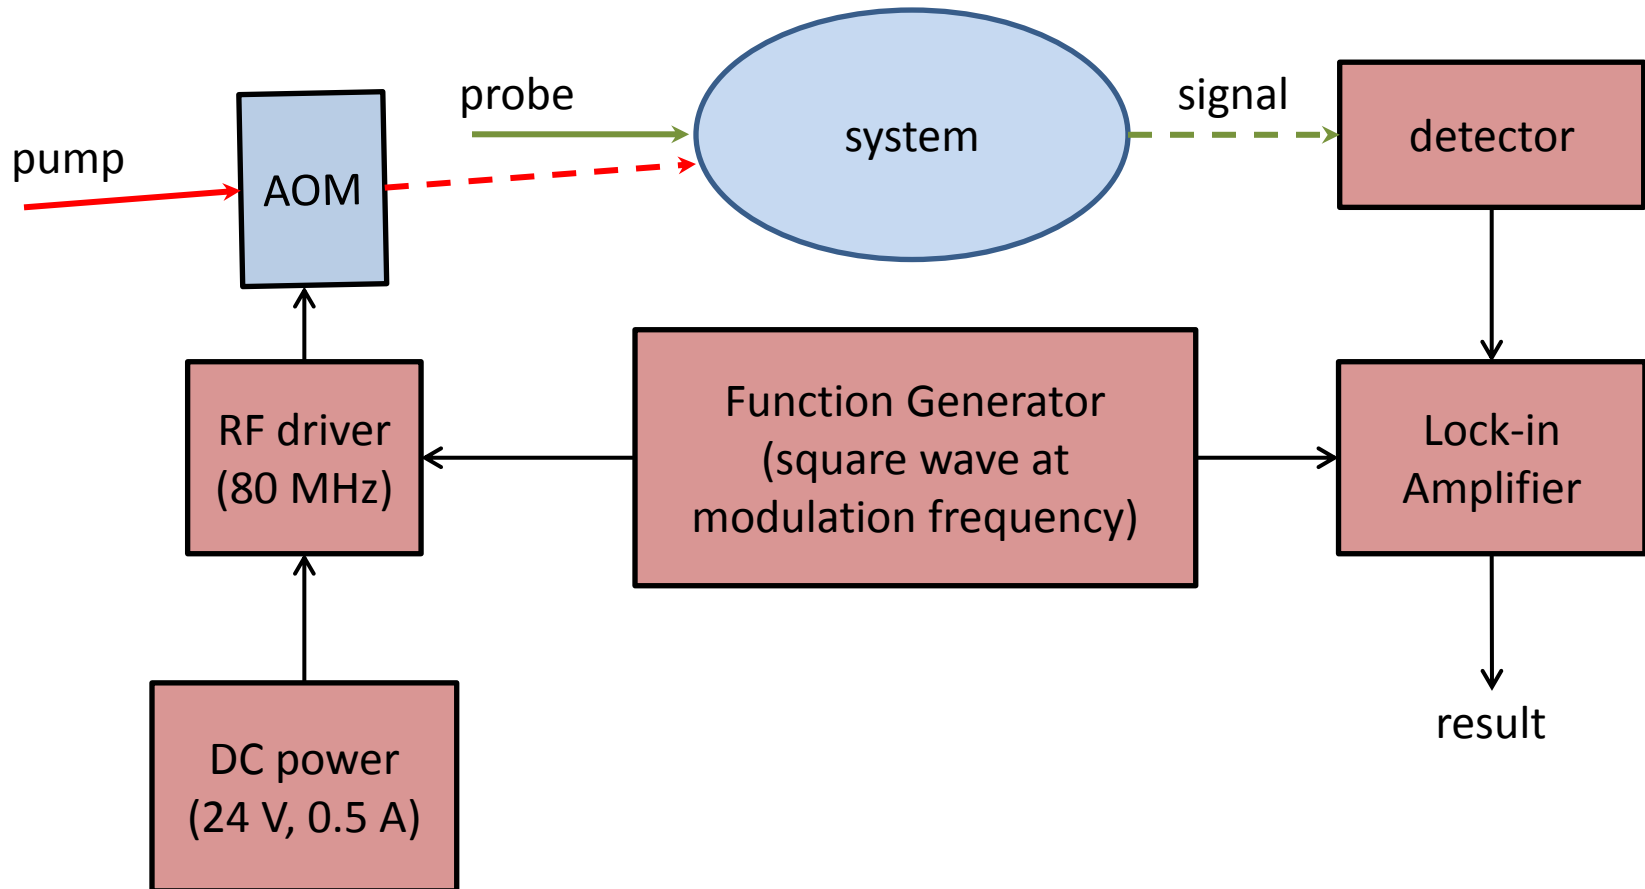 probe
signal
system
detector
pump
AOM
RF driver
(80 MHz)
Function Generator
(square wave at
modulation frequency)
Lock-in
Amplifier
DC power
(24 V, 0.5 A)
result